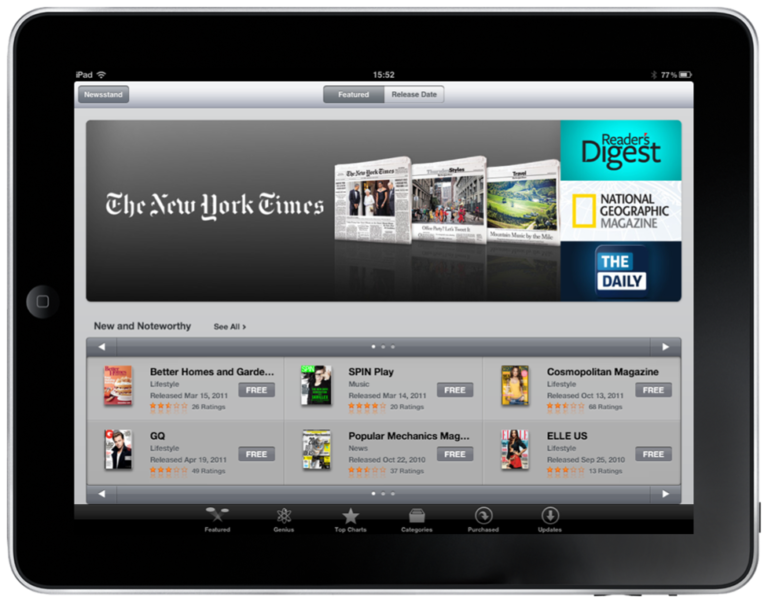 iPad 15:52 77%
Newsstand Featured Release Date
The New York Times
The New York Times
Styles
Travel
Mountain Music by the Mile
Reader's
Digest
NATIONAL
GEOGRAPHIC
MAGAZINE
THE
DAILY
New and Noteworthy See All >
Better Homes and Garde...
Lifestyle
Released Mar 15, 2011
FREE
26 Ratings
SPIN Play
Music
Released Mar 14, 2011
FREE
20 Ratings
Cosmopolitan Magazine
Lifestyle
Released Oct 13, 2011
FREE
68 Ratings
GQ
Lifestyle
Released Apr 19, 2011
FREE
49 Ratings
Popular Mechanics Mag...
News
Released Oct 22, 2010
FREE
37 Ratings
ELLE US
Lifestyle
Released Sep 25, 2010
FREE
13 Ratings
Featured Genius Top Charts Categories Purchased Updates